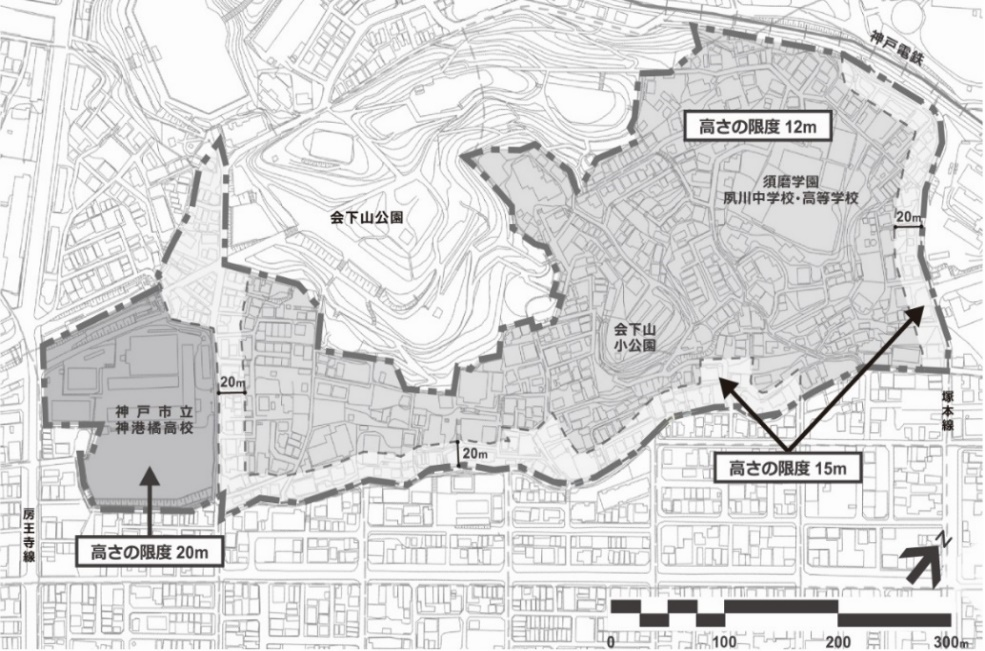 神戸電鉄
高さの限度 12m
須磨学園
夙川中学校・高等学校
会下山公園
20m
会下山
小公園
20m
神戸市立
神港橘高校
塚本線
20m
高さの限度 15m
房王寺線
高さの限度 20m
N
0 100 200 300m